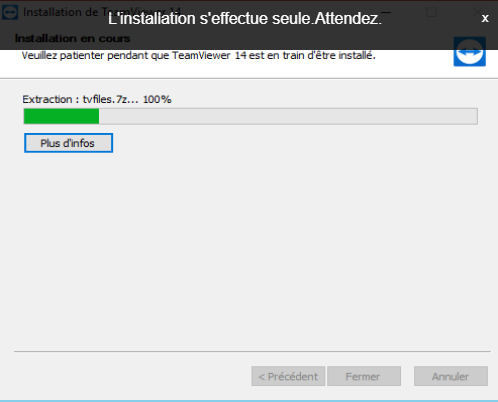 Installation de TeamViewer 14
L'installation s'effectue seule.Attendez.
x
Installation en cours
Veuillez patienter pendant que TeamViewer 14 est en train d'être installé.
Extraction : tvfiles.7z... 100%
Plus d'infos
< Précédent
Fermer
Annuler